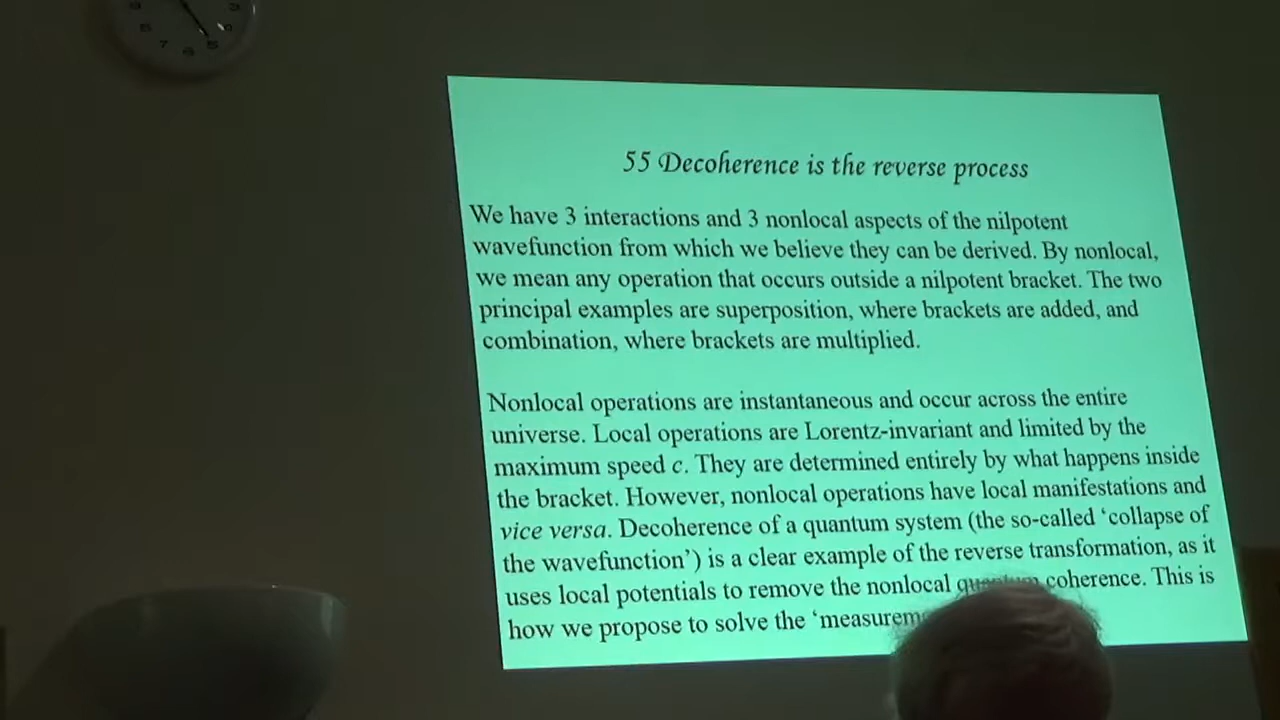 55 Decoherence is the reverse process
We have 3 interactions and 3 nonlocal aspects of the nilpotent
wavefunction from which we believe they can be derived. By nonlocal,
we mean any operation that occurs outside a nilpotent bracket. The two
principal examples are superposition, where brackets are added, and
combination, where brackets are multiplied.
Nonlocal operations are instantaneous and occur across the entire
universe. Local operations are Lorentz-invariant and limited by the
maximum speed c. They are determined entirely by what happens inside
the bracket. However, nonlocal operations have local manifestations and
vice versa. Decoherence of a quantum system (the so-called ‘collapse of
the wavefunction’) is a clear example of the reverse transformation, as it
uses local potentials to remove the nonlocal quantum coherence. This is
how we propose to solve the